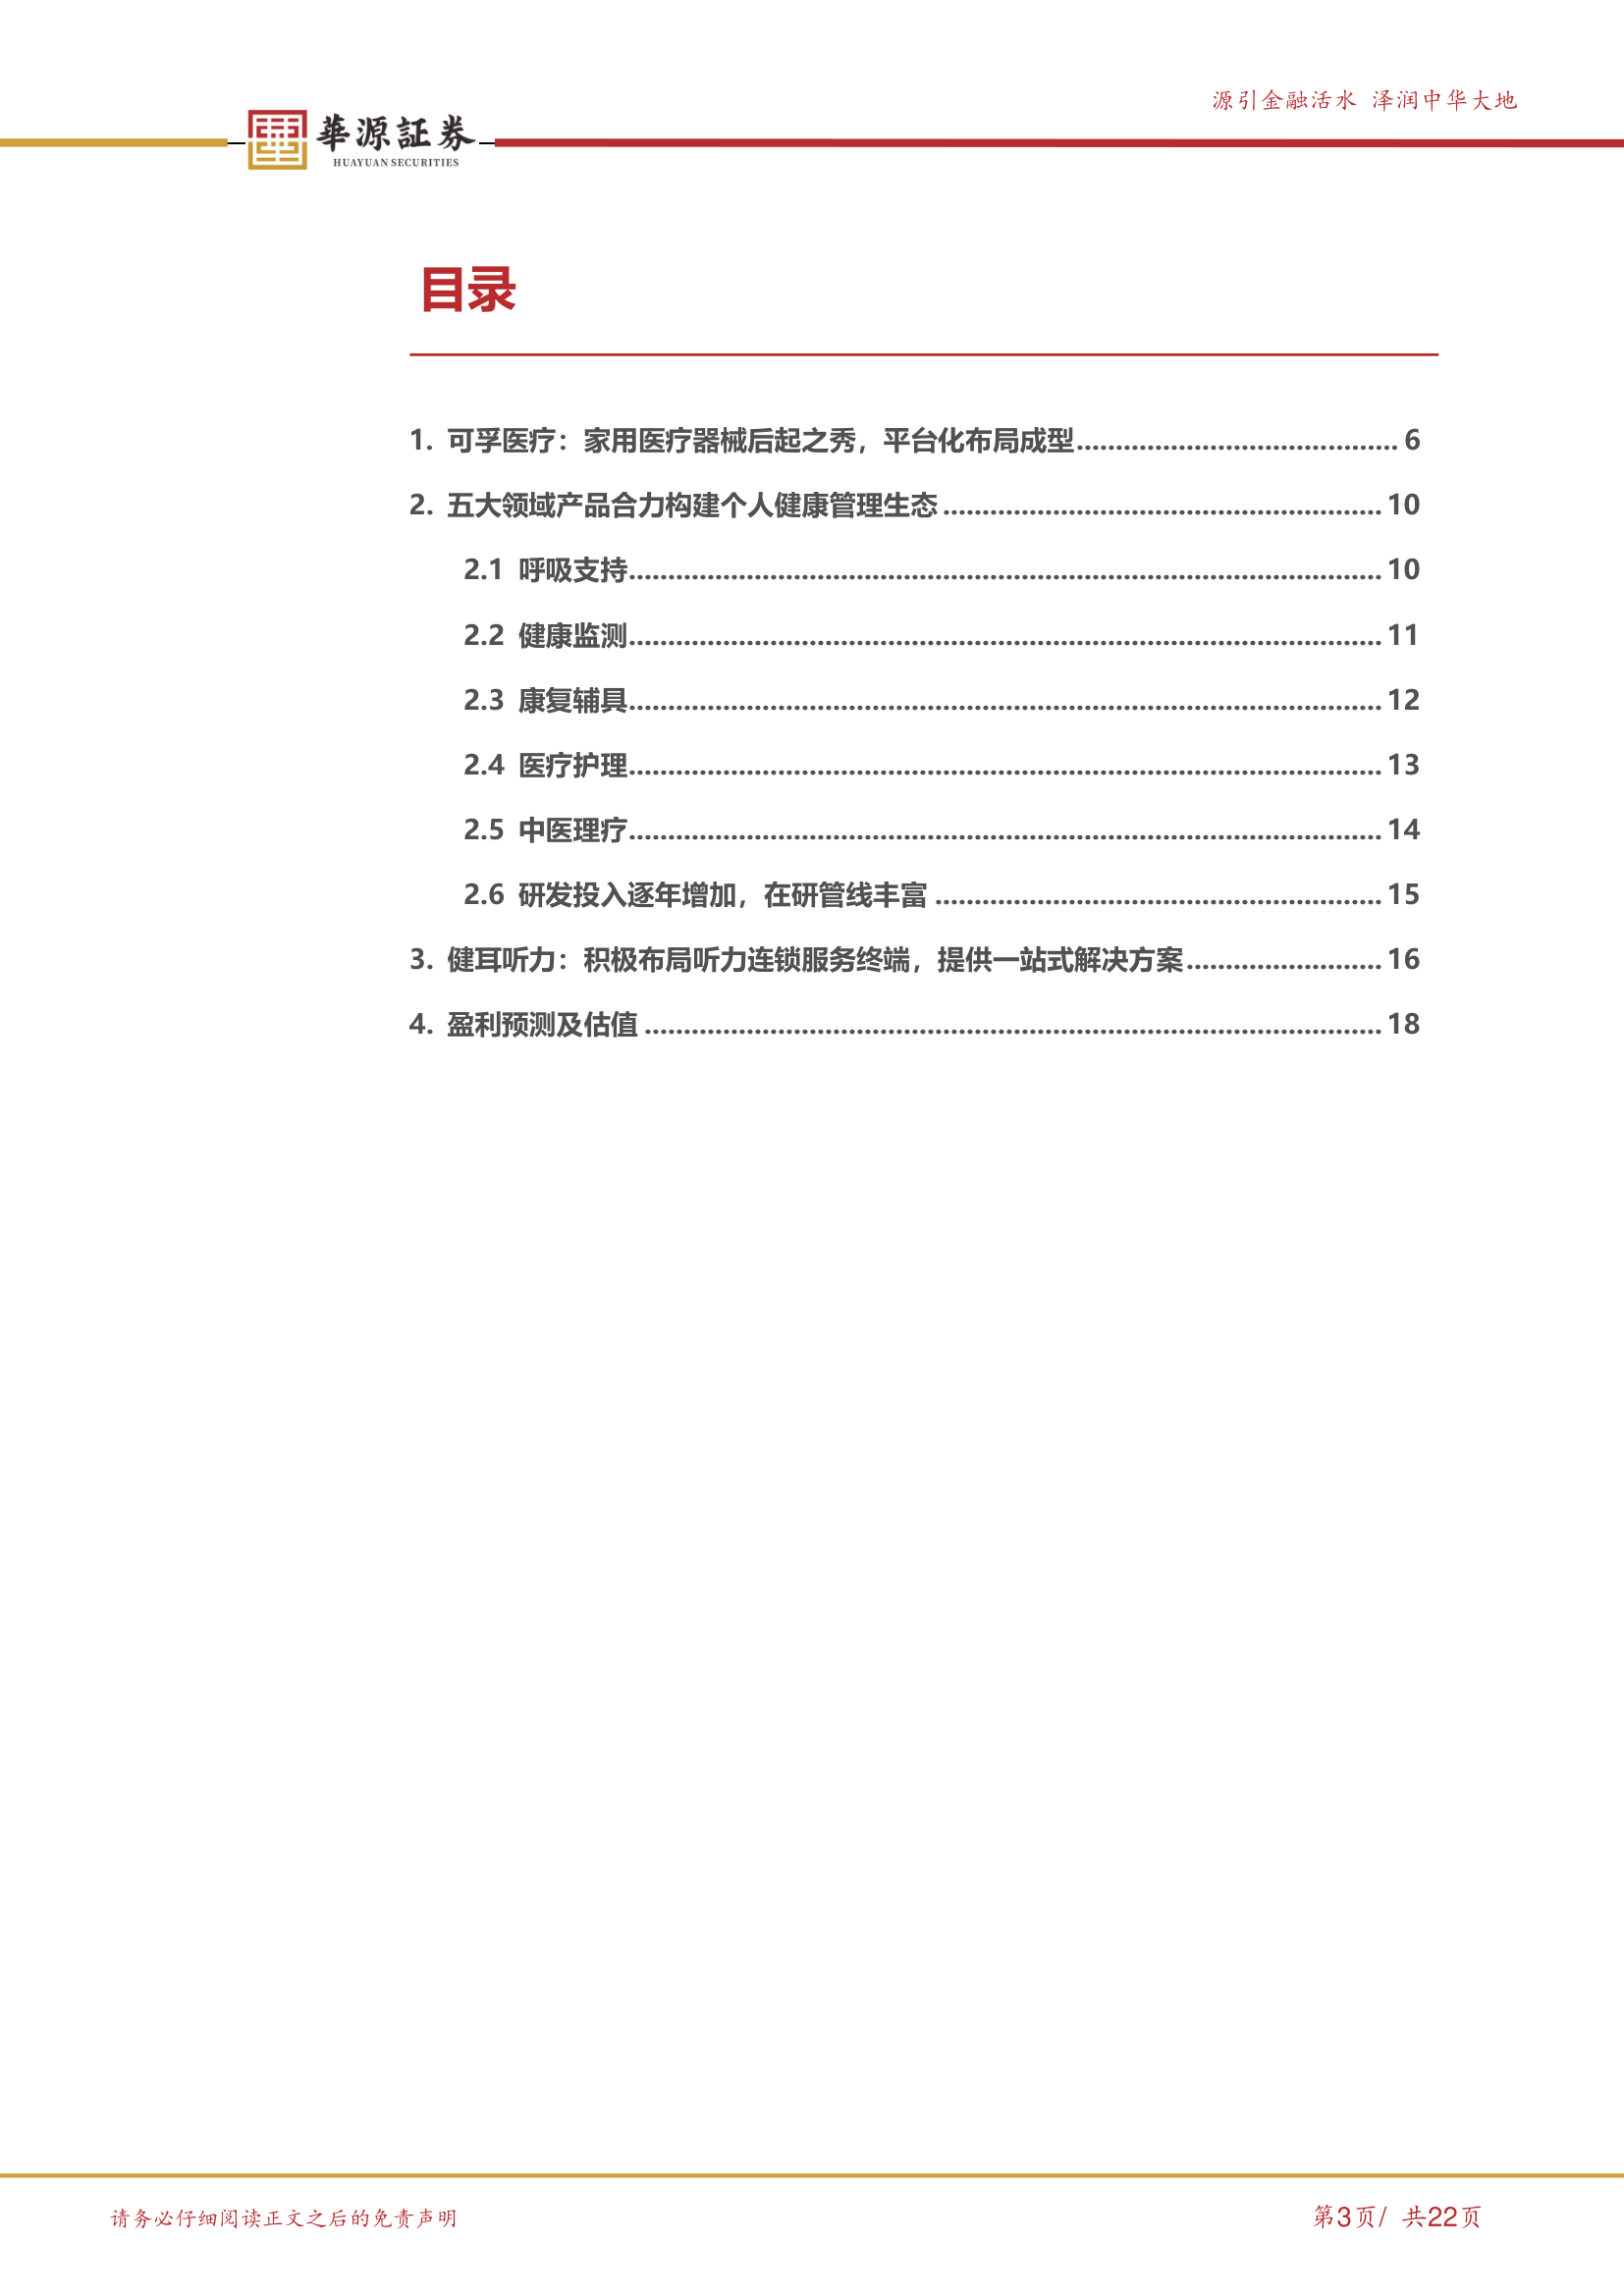 源引金融活水 泽润中华大地
華源証券
HUAYUAN SECURITIES
目录
1. 可孚医疗：家用医疗器械后起之秀，平台化布局成型........................................ 6
2. 五大领域产品合力构建个人健康管理生态........................................................ 10
2.1 呼吸支持................................................................................................ 10
2.2 健康监测................................................................................................ 11
2.3 康复辅具................................................................................................ 12
2.4 医疗护理................................................................................................ 13
2.5 中医理疗................................................................................................ 14
2.6 研发投入逐年增加，在研管线丰富......................................................... 15
3. 健耳听力：积极布局听力连锁服务终端，提供一站式解决方案......................... 16
4. 盈利预测及估值.............................................................................................. 18
请务必仔细阅读正文之后的免责声明
第3页/ 共22页